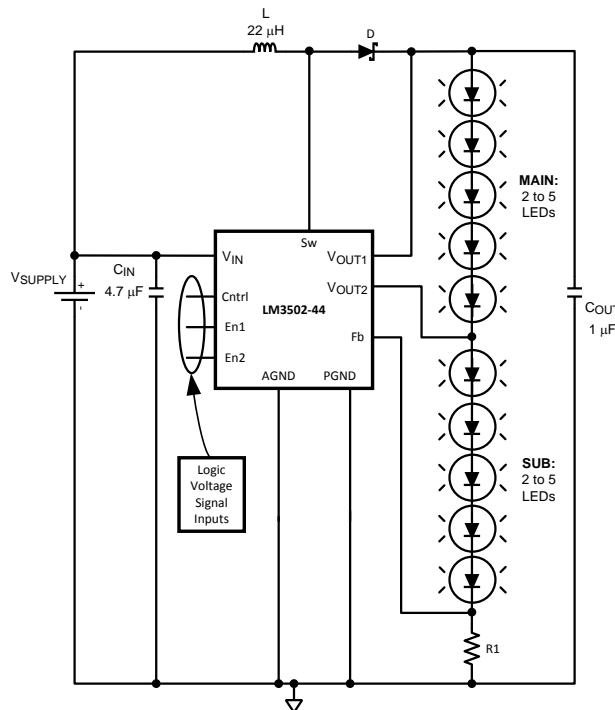 L
22 μH
D
MAIN:
2 to 5
LEDs
Sw
VIN
VOUT1
VSUPPLY
+
-
CIN
4.7 μF
VOUT2
Cntrl
LM3502-44
En1
Fb
En2
COUT
1 μF
AGND
PGND
Logic
Voltage
Signal
Inputs
SUB:
2 to 5
LEDs
R1